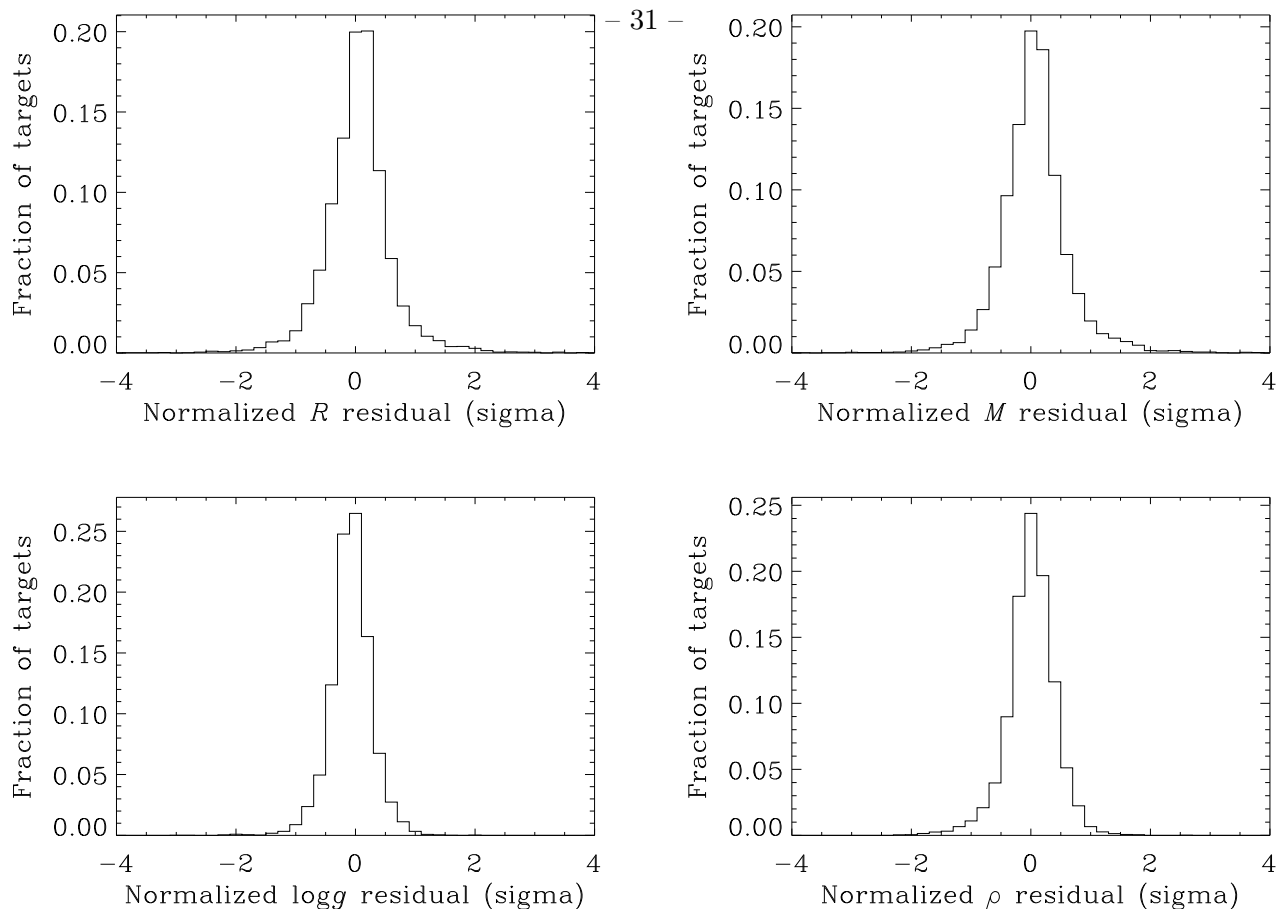 – 31 –
0.20
0.15
0.10
0.05
0.00
Fraction of targets
−4 −2 0 2 4
Normalized R residual (sigma)
0.20
0.15
0.10
0.05
0.00
Fraction of targets
−4 −2 0 2 4
Normalized M residual (sigma)
0.25
0.20
0.15
0.10
0.05
0.00
Fraction of targets
−4 −2 0 2 4
Normalized logg residual (sigma)
0.25
0.20
0.15
0.10
0.05
0.00
Fraction of targets
−4 −2 0 2 4
Normalized ρ residual (sigma)